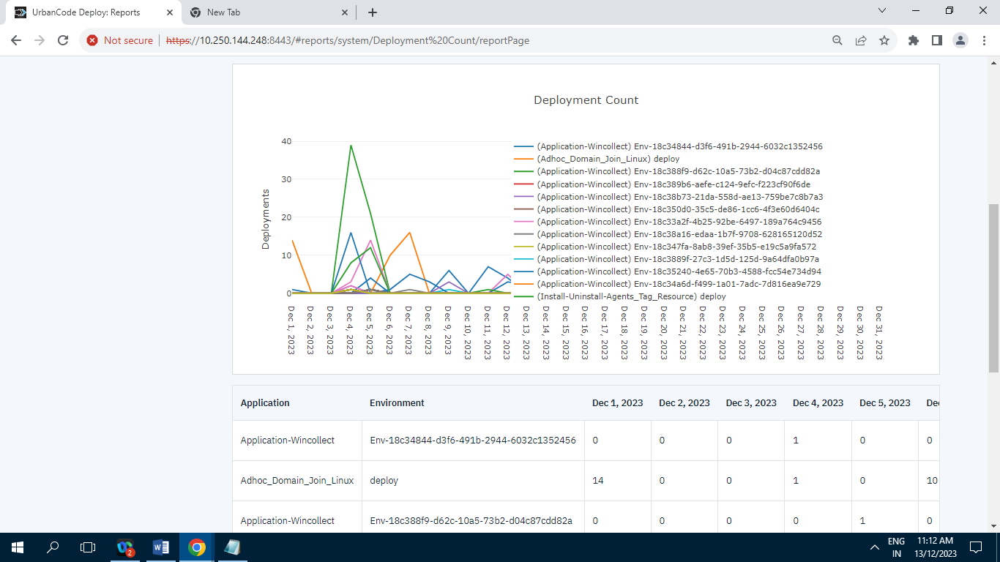 UrbanCode Deploy: Reports
New Tab
Not secure
https://10.250.144.248:8443/#reports/system/Deployment%20Count/reportPage
Deployment Count
Deployments
40
30
20
10
0
(Application-Wincollect) Env-18c34844-d3f6-491b-2944-6032c1352456
(Adhoc_Domain_Join_Linux) deploy
(Application-Wincollect) Env-18c388f9-d62c-10a5-73b2-d04c87cdd82a
(Application-Wincollect) Env-18c389b6-aefe-c124-9efc-f223cf90f6de
(Application-Wincollect) Env-18c38b73-21da-558d-ae13-759be7c8b7a3
(Application-Wincollect) Env-18c350d0-35c5-de86-1cc6-4f3e60d6404c
(Application-Wincollect) Env-18c33a2f-4b25-92be-6497-189a764c9456
(Application-Wincollect) Env-18c38a16-edaa-1b7f-9708-628165120d52
(Application-Wincollect) Env-18c347fa-8ab8-39ef-35b5-e19c5a9fa572
(Application-Wincollect) Env-18c3889f-27c3-1d5d-125d-9a64dfa0b97a
(Application-Wincollect) Env-18c35240-4e65-70b3-4588-fcc54e734d94
(Application-Wincollect) Env-18c34a6d-f499-1a01-7adc-7d816ea9e729
(Install-Uninstall-Agents_Tag_Resource) deploy
Dec 1, 2023
Dec 2, 2023
Dec 3, 2023
Dec 4, 2023
Dec 5, 2023
Dec 6, 2023
Dec 7, 2023
Dec 8, 2023
Dec 9, 2023
Dec 10, 2023
Dec 11, 2023
Dec 12, 2023
Dec 13, 2023
Dec 14, 2023
Dec 15, 2023
Dec 16, 2023
Dec 17, 2023
Dec 18, 2023
Dec 19, 2023
Dec 20, 2023
Dec 21, 2023
Dec 22, 2023
Dec 23, 2023
Dec 24, 2023
Dec 25, 2023
Dec 26, 2023
Dec 27, 2023
Dec 28, 2023
Dec 29, 2023
Dec 30, 2023
Dec 31, 2023
Application Environment Dec 1, 2023 Dec 2, 2023 Dec 3, 2023 Dec 4, 2023 Dec 5, 2023 Dec
Application-Wincollect Env-18c34844-d3f6-491b-2944-6032c1352456 0 0 0 1 0 0
Adhoc_Domain_Join_Linux deploy 14 0 0 1 0 10
Application-Wincollect Env-18c388f9-d62c-10a5-73b2-d04c87cdd82a 0 0 0 0 1 0
2
ENG
IN
11:12 AM
13/12/2023